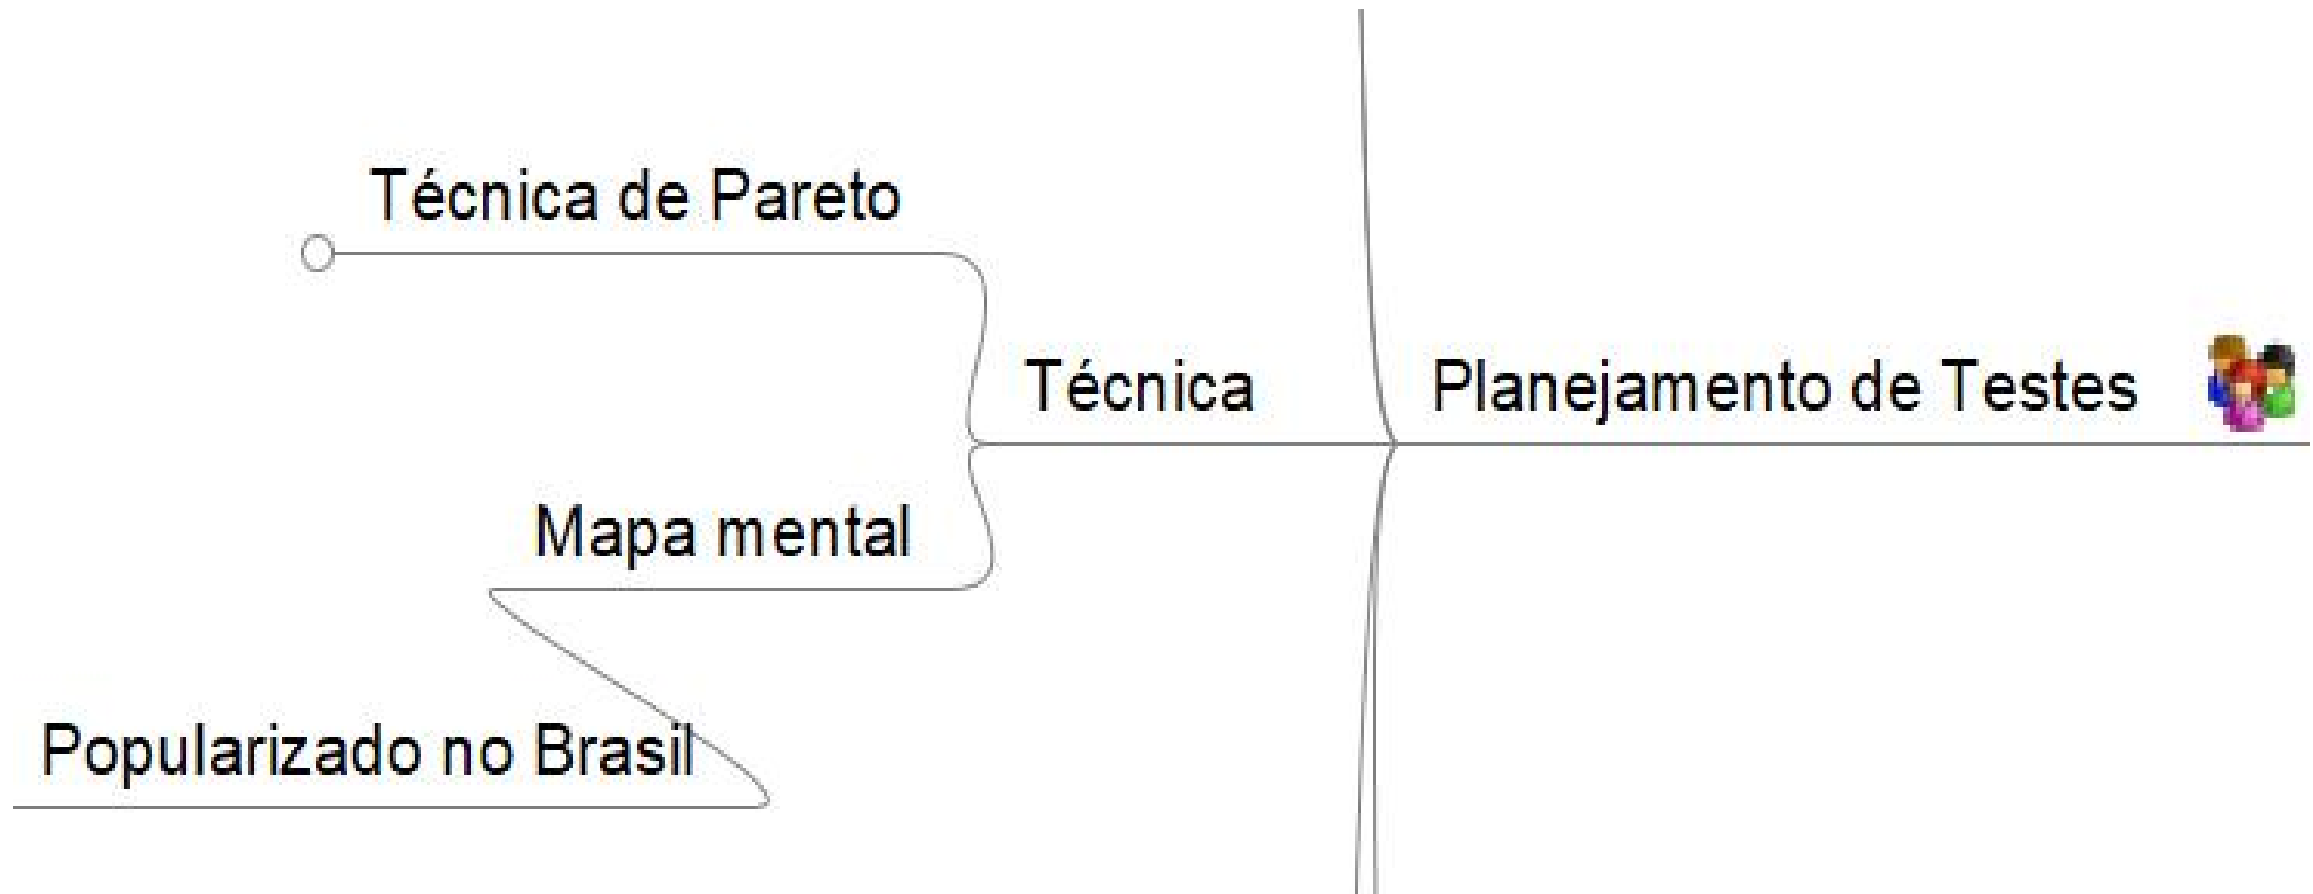 Técnica de Pareto
Técnica
Planejamento de Testes
Mapa mental
Popularizado no Brasil